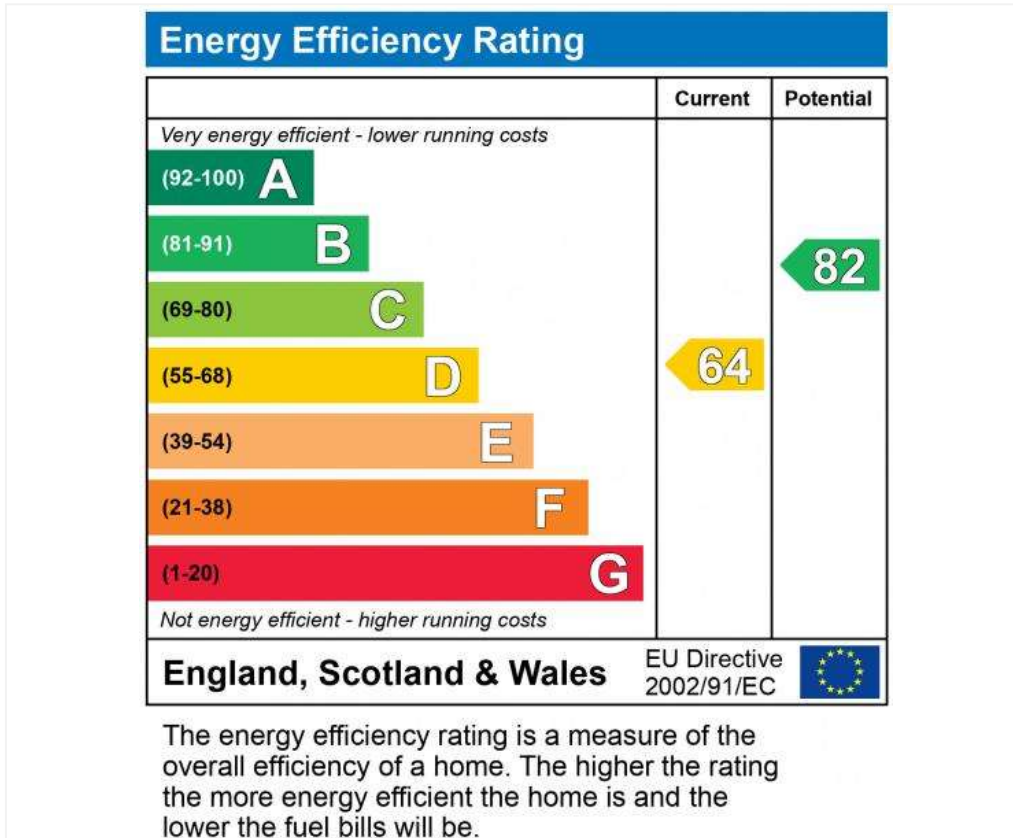 Energy Efficiency Rating
Current Potential
Very energy efficient - lower running costs
(92-100) A
(81-91) B
82
(69-80) C
(55-68) D
64
(39-54) E
(21-38) F
(1-20) G
Not energy efficient - higher running costs
England, Scotland & Wales
EU Directive
2002/91/EC
The energy efficiency rating is a measure of the
overall efficiency of a home. The higher the rating
the more energy efficient the home is and the
lower the fuel bills will be.